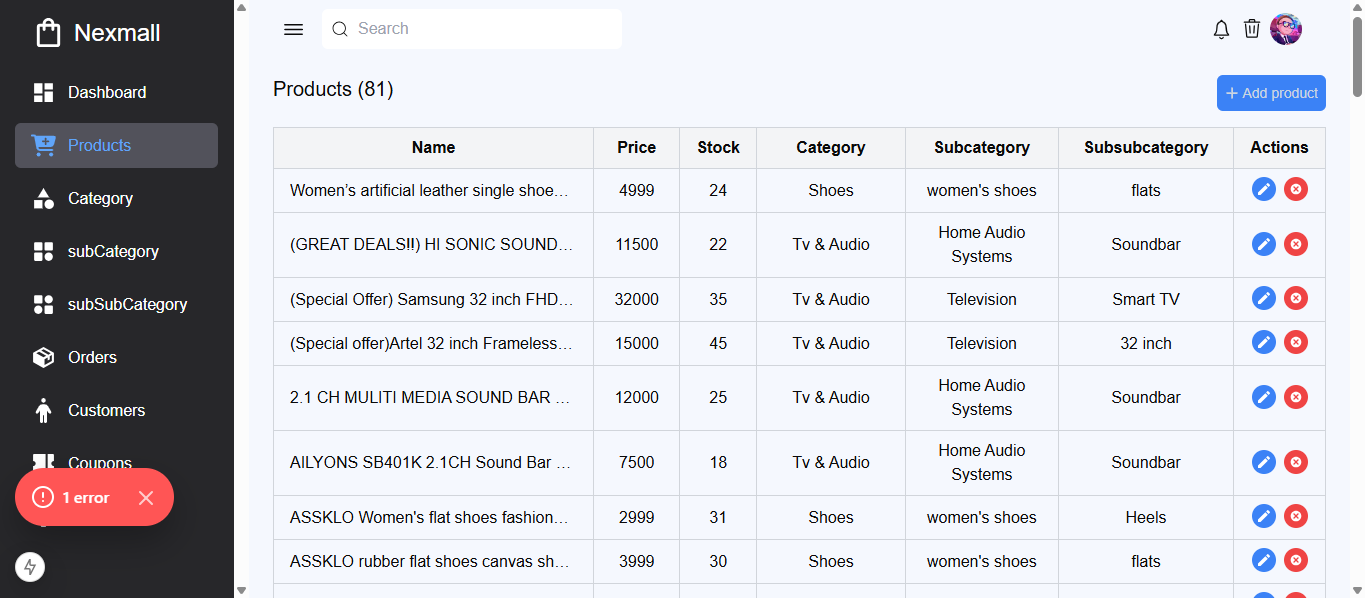 Nexmall
Dashboard
Products
Category
subCategory
subSubCategory
Orders
Customers
Coupons
1 error
Search
Products (81)
+ Add product
Name Price Stock Category Subcategory Subsubcategory Actions
Women’s artificial leather single shoe... 4999 24 Shoes women's shoes flats
(GREAT DEALS!!) HI SONIC SOUND... 11500 22 Tv & Audio Home Audio Systems Soundbar
(Special Offer) Samsung 32 inch FHD... 32000 35 Tv & Audio Television Smart TV
(Special offer)Artel 32 inch Frameless... 15000 45 Tv & Audio Television 32 inch
2.1 CH MULITI MEDIA SOUND BAR ... 12000 25 Tv & Audio Home Audio Systems Soundbar
AILYONS SB401K 2.1CH Sound Bar ... 7500 18 Tv & Audio Home Audio Systems Soundbar
ASSKLO Women's flat shoes fashion... 2999 31 Shoes women's shoes Heels
ASSKLO rubber flat shoes canvas sh... 3999 30 Shoes women's shoes flats